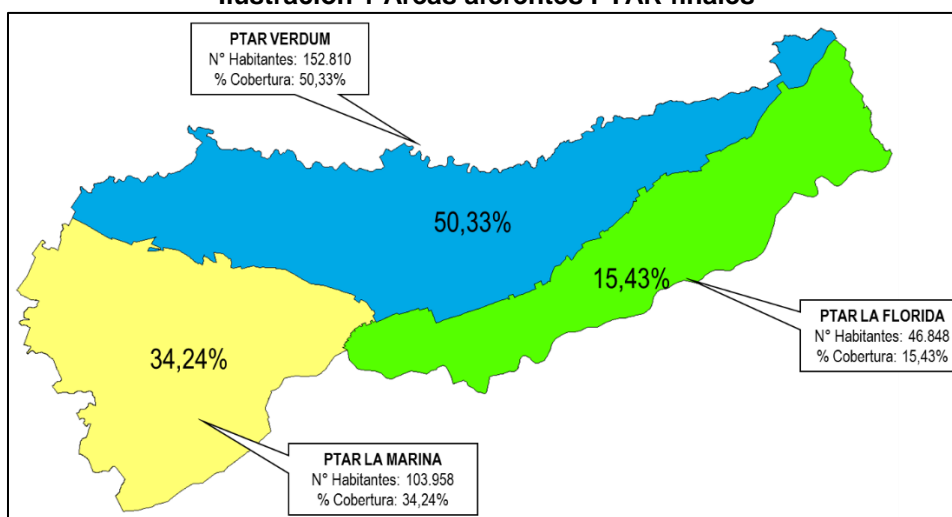 Ilustración 1 Áreas aferentes PTAR finales
PTAR VERDUM
N° Habitantes: 152.810
% Cobertura: 50,33%
50,33%
15,43%
PTAR LA FLORIDA
N° Habitantes: 46.848
% Cobertura: 15,43%
34,24%
PTAR LA MARINA
N° Habitantes: 103.958
% Cobertura: 34,24%